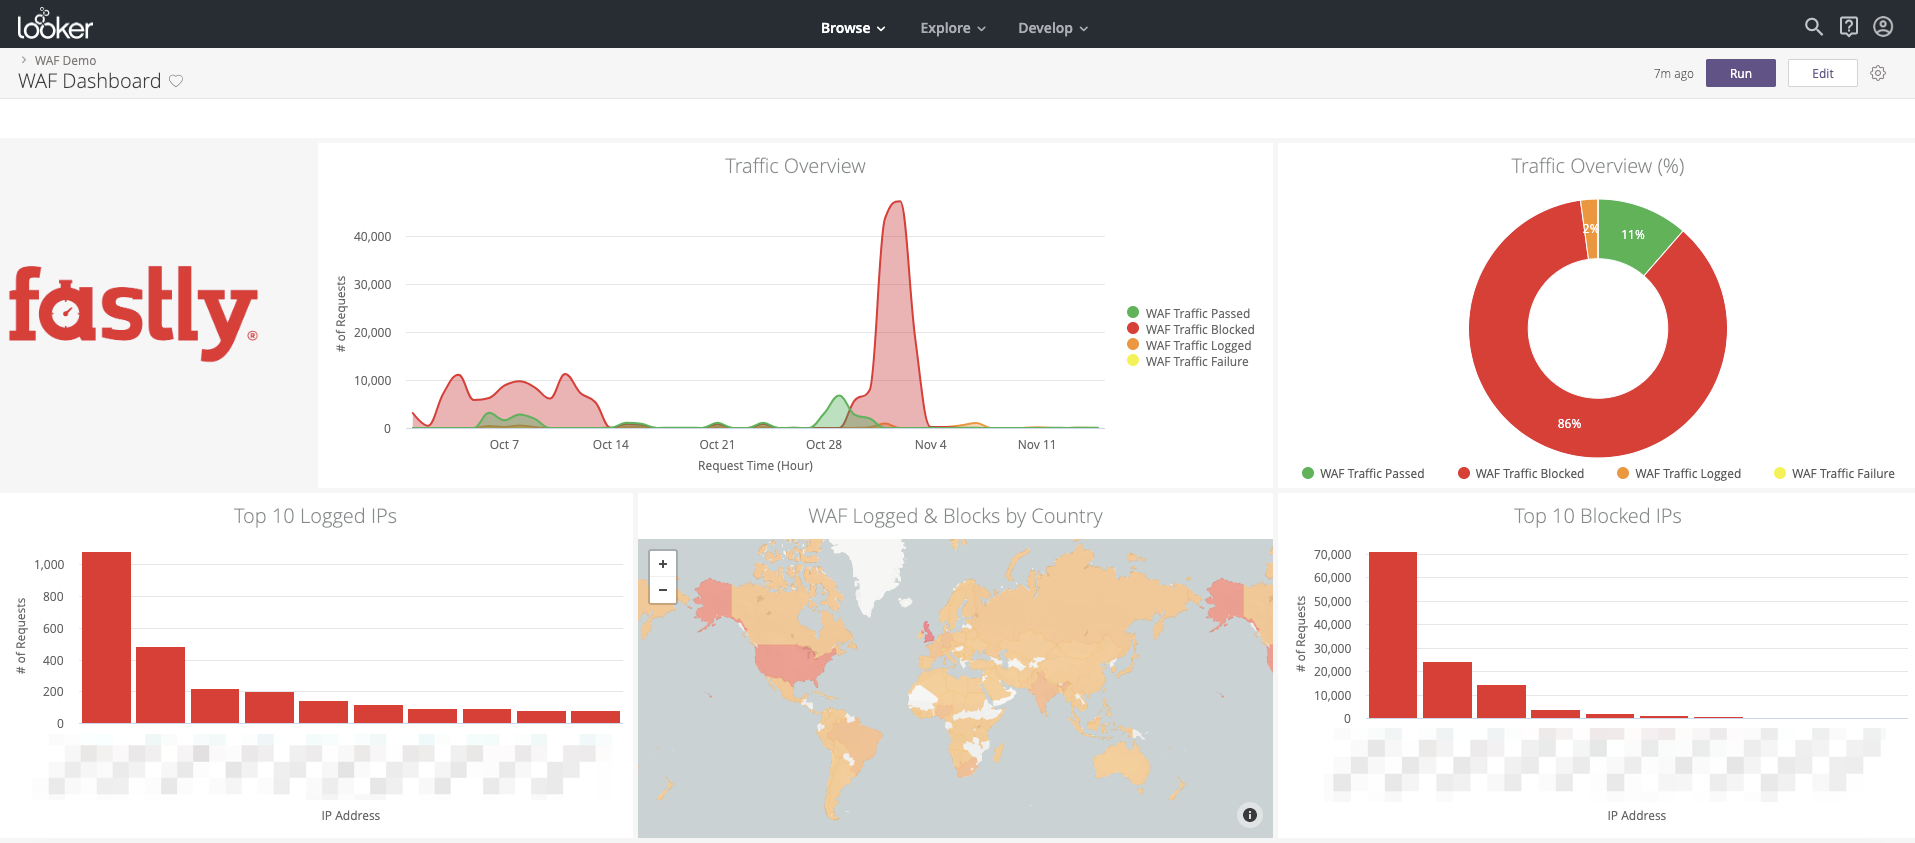 looker
Browse
Explore
Develop
WAF Demo
WAF Dashboard
7m ago
Run
Edit
fastly®
Traffic Overview
# of Requests
40,000
30,000
20,000
10,000
0
Oct 7
Oct 14
Oct 21
Oct 28
Nov 4
Nov 11
Request Time (Hour)
WAF Traffic Passed
WAF Traffic Blocked
WAF Traffic Logged
WAF Traffic Failure
Traffic Overview (%)
2%
11%
86%
WAF Traffic Passed
WAF Traffic Blocked
WAF Traffic Logged
WAF Traffic Failure
Top 10 Logged IPs
# of Requests
1,000
800
600
400
200
0
IP Address
WAF Logged & Blocks by Country
+
−
Top 10 Blocked IPs
# of Requests
70,000
60,000
50,000
40,000
30,000
20,000
10,000
0
IP Address